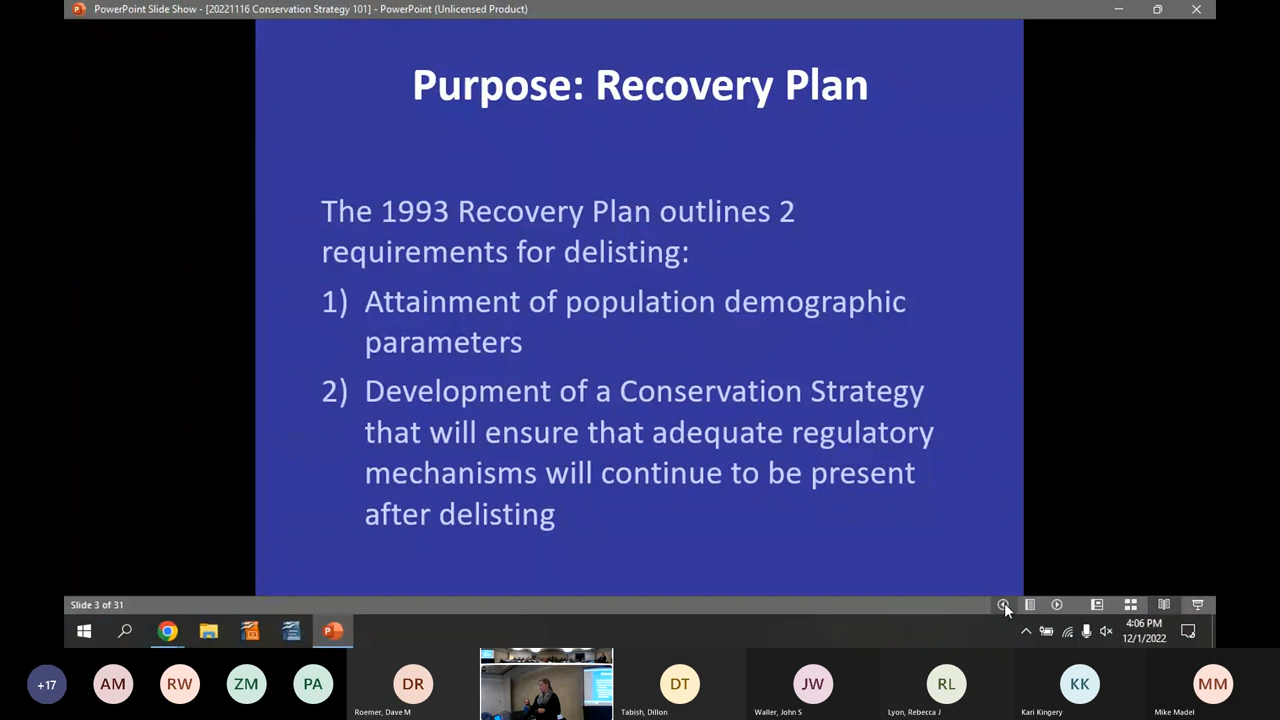 PowerPoint Slide Show - [20221116 Conservation Strategy 101] - PowerPoint (Unlicensed Product)
Purpose: Recovery Plan
The 1993 Recovery Plan outlines 2
requirements for delisting:
1) Attainment of population demographic
parameters
2) Development of a Conservation Strategy
that will ensure that adequate regulatory
mechanisms will continue to be present
after delisting
Slide 3 of 31
4:06 PM
12/1/2022
+17
AM
RW
ZM
PA
DR
DT
JW
RL
KK
MM
Roemer, Dave M
Tabish, Dillon
Waller, John S
Lyon, Rebecca J
Kari Kingery
Mike Madel